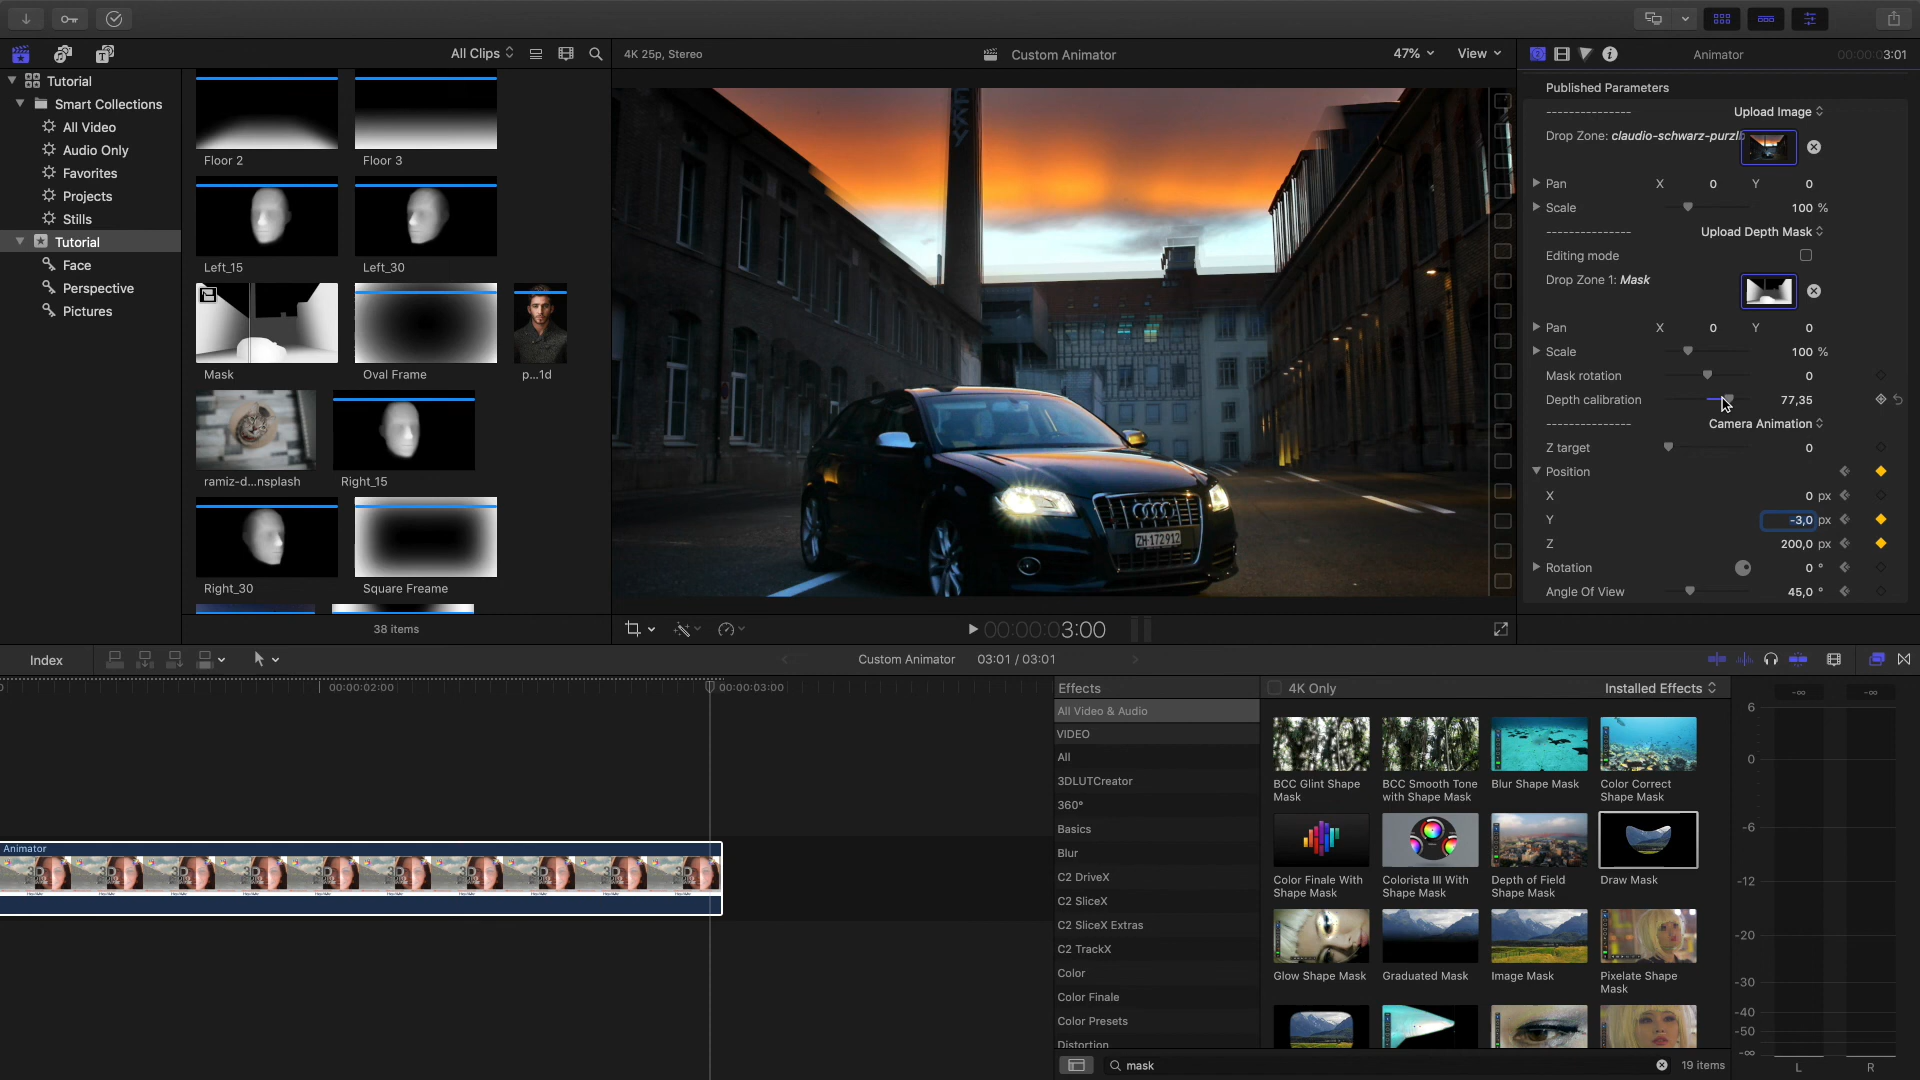 All Clips
4K 25p, Stereo
Custom Animator
47%
View
Animator
00:00:03:01
Tutorial
Smart Collections
All Video
Audio Only
Favorites
Projects
Stills
Tutorial
Face
Perspective
Pictures
Floor 2
Floor 3
Left_15
Left_30
Mask
Oval Frame
p...1d
ramiz-d...nsplash
Right_15
Right_30
Square Freame
38 items
ZH·172912
00:00:03:00
Published Parameters
---------------
Upload Image
Drop Zone: claudio-schwarz-purzl
Pan X 0 Y 0
Scale 100 %
---------------
Upload Depth Mask
Editing mode
Drop Zone 1: Mask
Pan X 0 Y 0
Scale 100 %
Mask rotation 0
Depth calibration 77,35
---------------
Camera Animation
Z target 0
Position
X 0 px
Y -3,0 px
Z 200,0 px
Rotation 0 °
Angle Of View 45,0 °
Index
Custom Animator
03:01 / 03:01
00:00:02:00
00:00:03:00
Animator
Effects
4K Only
Installed Effects
All Video & Audio
VIDEO
All
3DLUTCreator
360°
Basics
Blur
C2 DriveX
C2 SliceX
C2 SliceX Extras
C2 TrackX
Color
Color Finale
Color Presets
Distortion
BCC Glint Shape Mask
BCC Smooth Tone with Shape Mask
Blur Shape Mask
Color Correct Shape Mask
Color Finale With Shape Mask
Colorista III With Shape Mask
Depth of Field Shape Mask
Draw Mask
Glow Shape Mask
Graduated Mask
Image Mask
Pixelate Shape Mask
mask
19 items
-∞
-∞
6
0
-6
-12
-20
-30
-40
-50
-∞
L
R